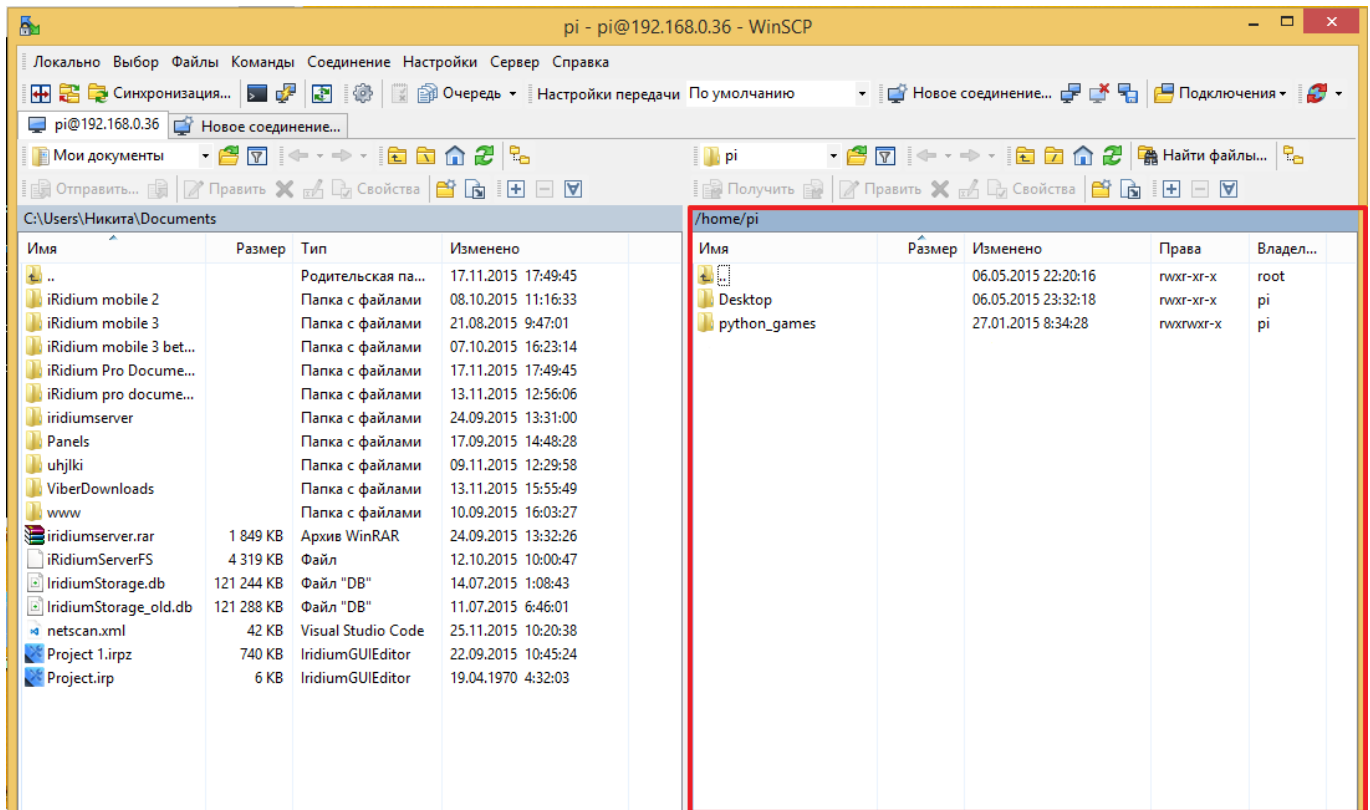 pi - pi@192.168.0.36 - WinSCP
Локально Выбор Файлы Команды Соединение Настройки Сервер Справка
Синхронизация... Очередь Настройки передачи По умолчанию Новое соединение... Подключения
pi@192.168.0.36 Новое соединение...
Мои документы pi Найти файлы...
Отправить... Править Свойства Получить Править Свойства
C:\Users\Никита\Documents /home/pi
Имя Размер Тип Изменено Имя Размер Изменено Права Владел...
.. Родительская па... 17.11.2015 17:49:45 .. 06.05.2015 22:20:16 rwxr-xr-x root
iRidium mobile 2 Папка с файлами 08.10.2015 11:16:33 Desktop 06.05.2015 23:32:18 rwxr-xr-x pi
iRidium mobile 3 Папка с файлами 21.08.2015 9:47:01 python_games 27.01.2015 8:34:28 rwxrwxr-x pi
iRidium mobile 3 bet... Папка с файлами 07.10.2015 16:23:14
iRidium Pro Docume... Папка с файлами 17.11.2015 17:49:45
iRidium pro docume... Папка с файлами 13.11.2015 12:56:06
iridiumserver Папка с файлами 24.09.2015 13:31:00
Panels Папка с файлами 17.09.2015 14:48:28
uhjlki Папка с файлами 09.11.2015 12:29:58
ViberDownloads Папка с файлами 13.11.2015 15:55:49
www Папка с файлами 10.09.2015 16:03:27
iridiumserver.rar 1 849 KB Архив WinRAR 24.09.2015 13:32:26
iRidiumServerFS 4 319 KB Файл 12.10.2015 10:00:47
IridiumStorage.db 121 244 KB Файл "DB" 14.07.2015 1:08:43
IridiumStorage_old.db 121 288 KB Файл "DB" 11.07.2015 6:46:01
netscan.xml 42 KB Visual Studio Code 25.11.2015 10:20:38
Project 1.irpz 740 KB IridiumGUIEditor 22.09.2015 10:45:24
Project.irp 6 KB IridiumGUIEditor 19.04.1970 4:32:03